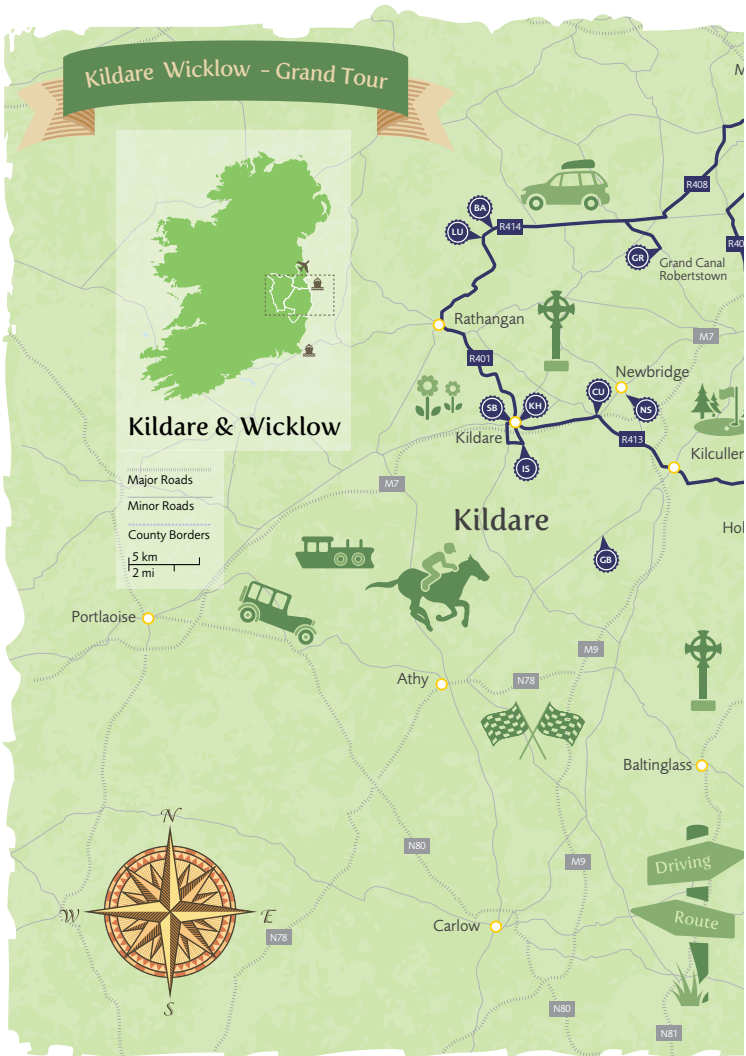 Kildare Wicklow - Grand Tour
M
R408
BA
LU
R414
R40
GR
Grand Canal
Robertstown
Rathangan
M7
R401
Newbridge
CU
SB
KH
NS
Kildare
R413
Kilcullen
IS
Kildare & Wicklow
Major Roads
Minor Roads
County Borders
5 km
2 mi
M7
Kildare
Hol
GB
Portlaoise
M9
Athy
N78
Baltinglass
N
W
E
S
N80
M9
Driving
Route
Carlow
N78
N80
N81